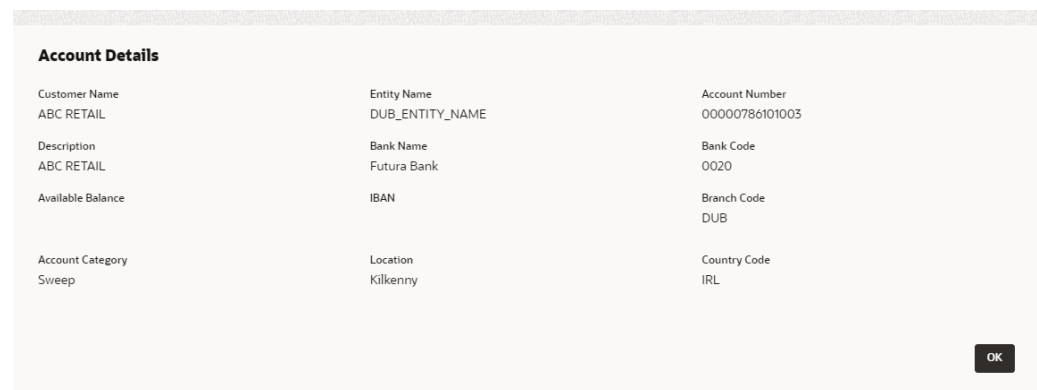 Account Details
Customer Name Entity Name Account Number
ABC RETAIL DUB_ENTITY_NAME 00000786101003
Description Bank Name Bank Code
ABC RETAIL Futura Bank 0020
Available Balance IBAN Branch Code
DUB
Account Category Location Country Code
Sweep Kilkenny IRL
OK